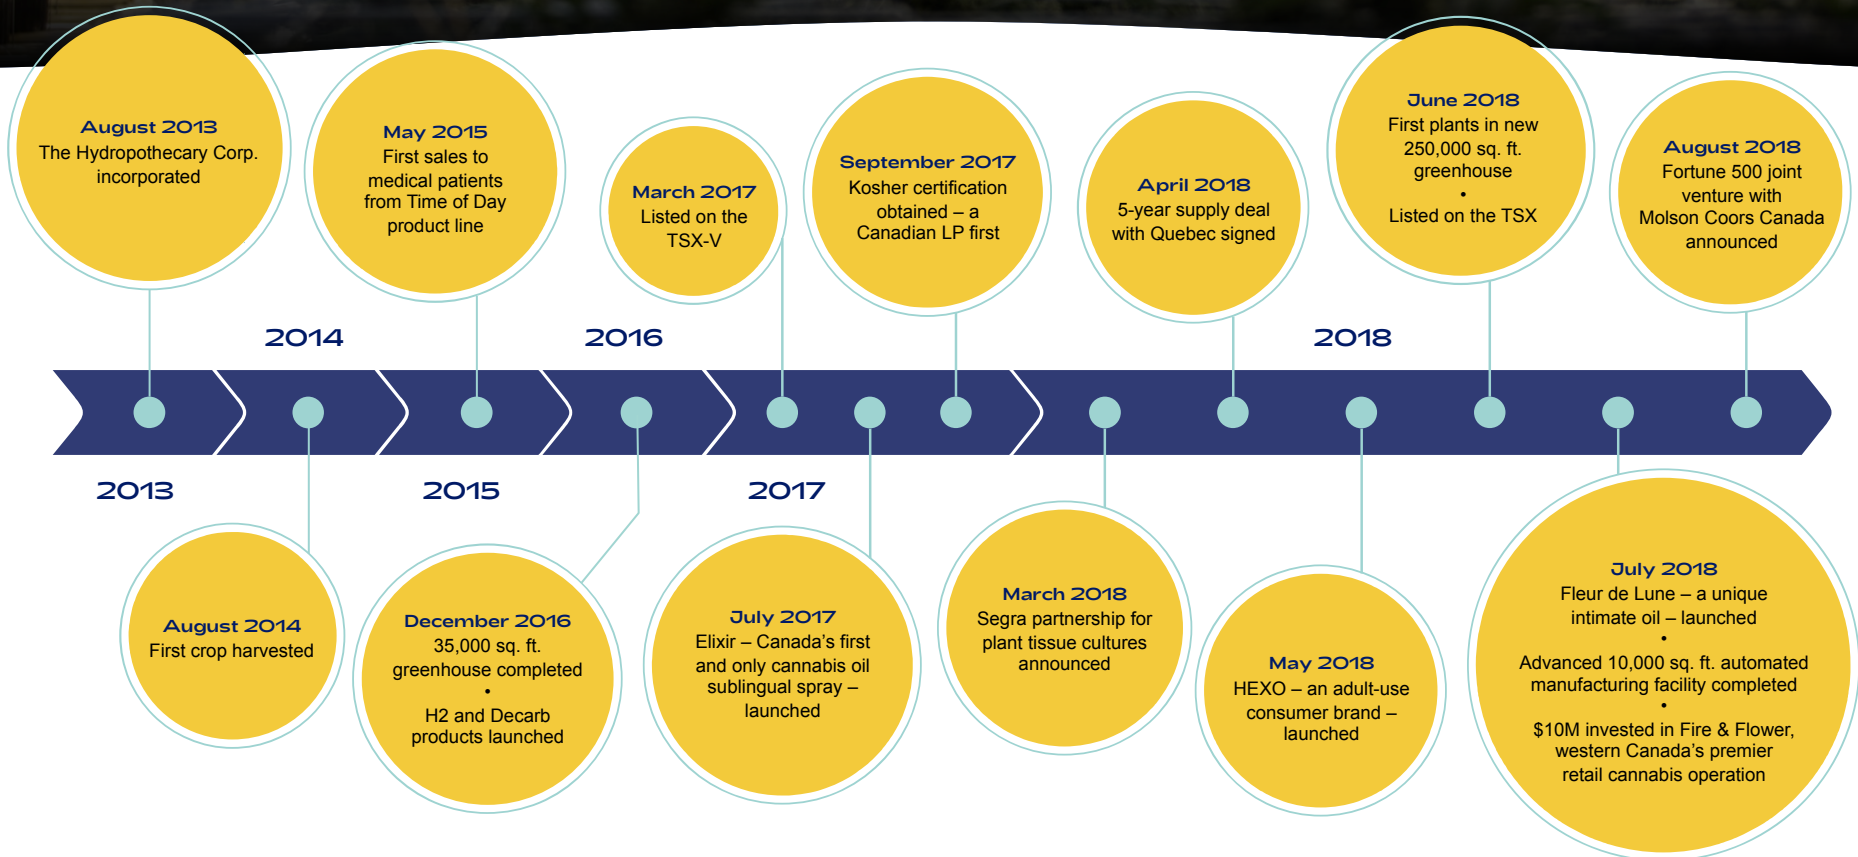 August 2013
The Hydropothecary Corp.
incorporated
May 2015
First sales to
medical patients
from Time of Day
product line
March 2017
Listed on the
TSX-V
September 2017
Kosher certification
obtained – a
Canadian LP first
April 2018
5-year supply deal
with Quebec signed
June 2018
First plants in new
250,000 sq. ft.
greenhouse
•
Listed on the TSX
August 2018
Fortune 500 joint
venture with
Molson Coors Canada
announced
2014
2016
2018
2013
2015
2017
August 2014
First crop harvested
December 2016
35,000 sq. ft.
greenhouse completed
•
H2 and Decarb
products launched
July 2017
Elixir – Canada’s first
and only cannabis oil
sublingual spray –
launched
March 2018
Segra partnership for
plant tissue cultures
announced
May 2018
HEXO – an adult-use
consumer brand –
launched
July 2018
Fleur de Lune – a unique
intimate oil – launched
•
Advanced 10,000 sq. ft. automated
manufacturing facility completed
•
$10M invested in Fire & Flower,
western Canada’s premier
retail cannabis operation